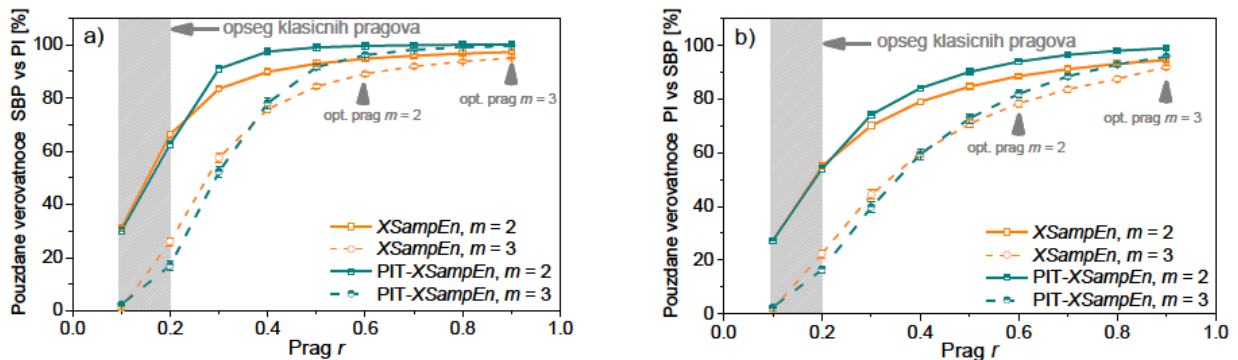 a)
Pouzdane verovatnoce SBP vs PI [%]
100
80
60
40
20
0
opseg klasicnih pragova
opt. prag m = 3
opt. prag m = 2
XSampEn, m = 2
XSampEn, m = 3
PIT-XSampEn, m = 2
PIT-XSampEn, m = 3
0.0 0.2 0.4 0.6 0.8 1.0
Prag r
b)
Pouzdane verovatnoce PI vs SBP [%]
100
80
60
40
20
0
opseg klasicnih pragova
opt. prag m = 3
opt. prag m = 2
XSampEn, m = 2
XSampEn, m = 3
PIT-XSampEn, m = 2
PIT-XSampEn, m = 3
0.0 0.2 0.4 0.6 0.8 1.0
Prag r